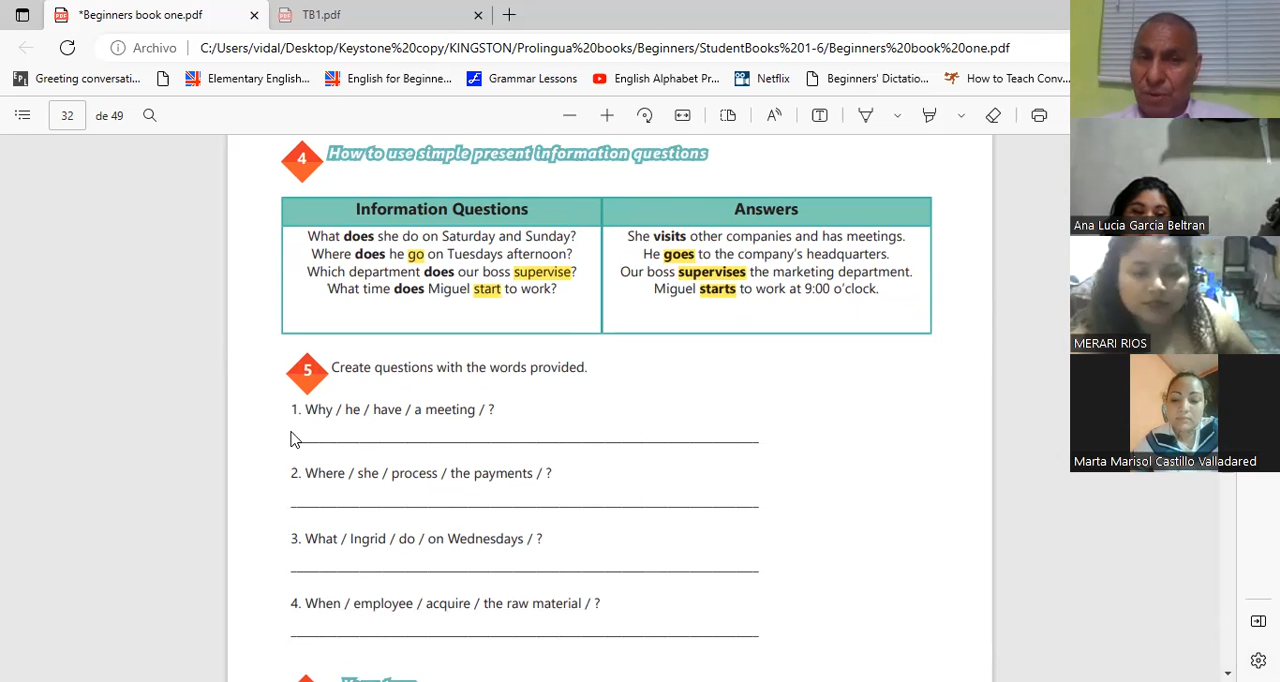 *Beginners book one.pdf
TB1.pdf
Archivo
C:/Users/vidal/Desktop/Keystone%20copy/KINGSTON/Prolingua%20books/Beginners/StudentBooks%201-6/Beginners%20book%20one.pdf
Greeting conversati...
Elementary English...
English for Beginne...
Grammar Lessons
English Alphabet Pr...
Netflix
Beginners' Dictatio...
How to Teach Conv...
32
de 49
4
How to use simple present information questions
Information Questions
Answers
What does she do on Saturday and Sunday?
She visits other companies and has meetings.
Where does he go on Tuesdays afternoon?
He goes to the company's headquarters.
Which department does our boss supervise?
Our boss supervises the marketing department.
What time does Miguel start to work?
Miguel starts to work at 9:00 o'clock.
5
Create questions with the words provided.
1. Why / he / have / a meeting / ?
2. Where / she / process / the payments / ?
3. What / Ingrid / do / on Wednesdays / ?
4. When / employee / acquire / the raw material / ?
Ana Lucia Garcia Beltran
MERARI RIOS
Marta Marisol Castillo Valladared